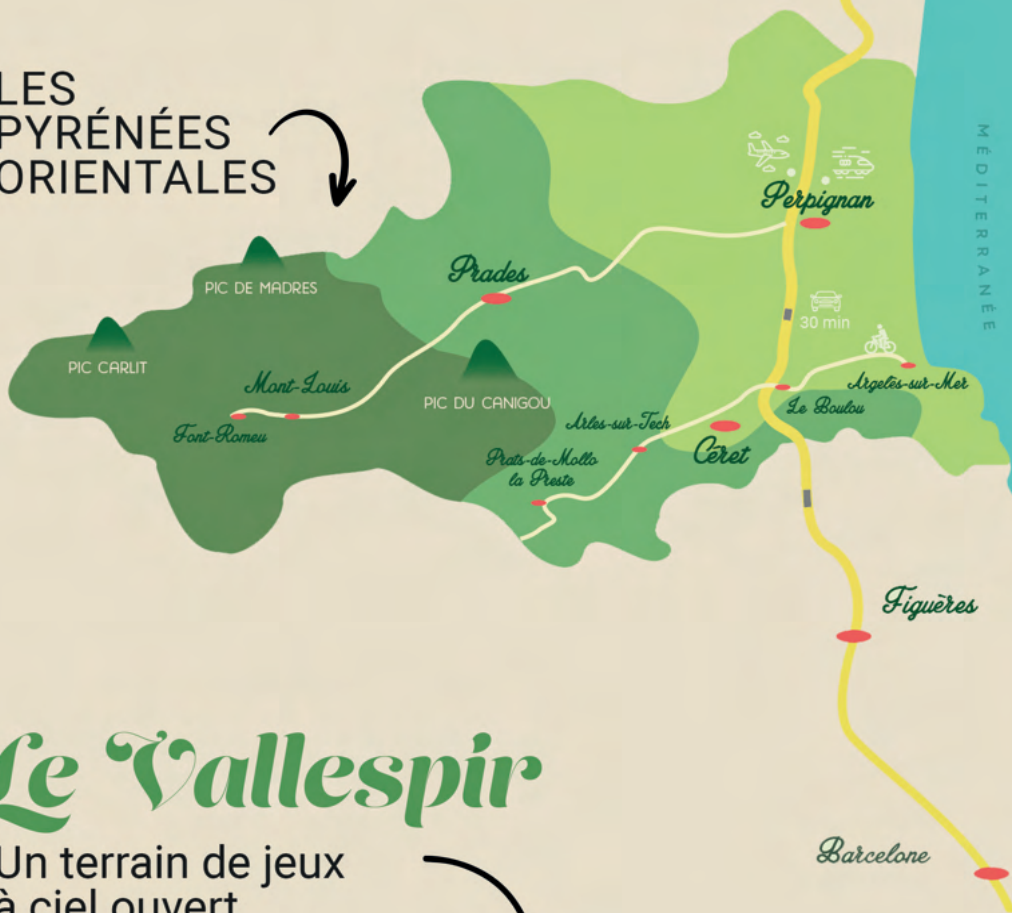 LES
PYRÉNÉES
ORIENTALES
MÉDITERRANÉE
Perpignan
Prades
PIC DE MADRES
30 min
PIC CARLIT
Mont-Louis
Argelès-sur-Mer
PIC DU CANIGOU
Le Boulou
Arles-sur-Tech
Font-Romeu
Céret
Prats-de-Mollo
la Preste
Figuères
Le Vallespir
Barcelone
Un terrain de jeux
à ciel ouvert